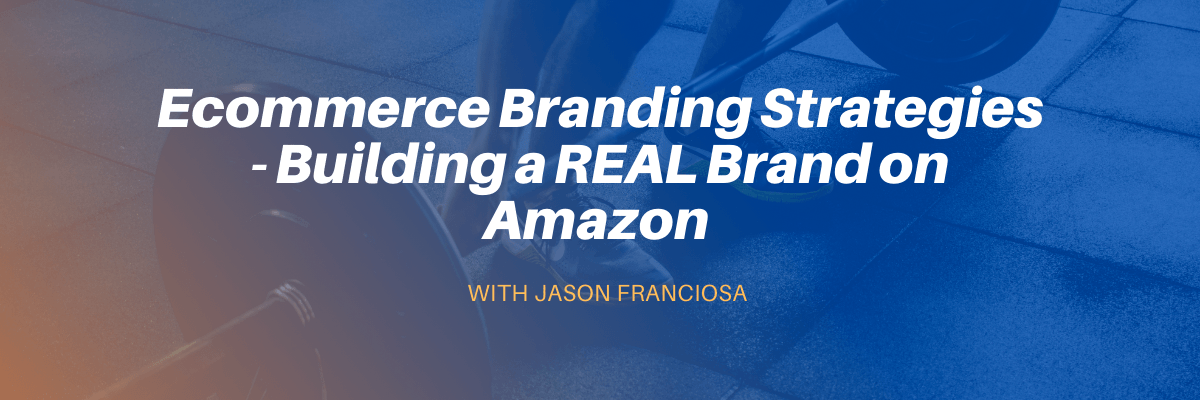 Ecommerce Branding Strategies
- Building a REAL Brand on
Amazon
WITH JASON FRANCIOSA